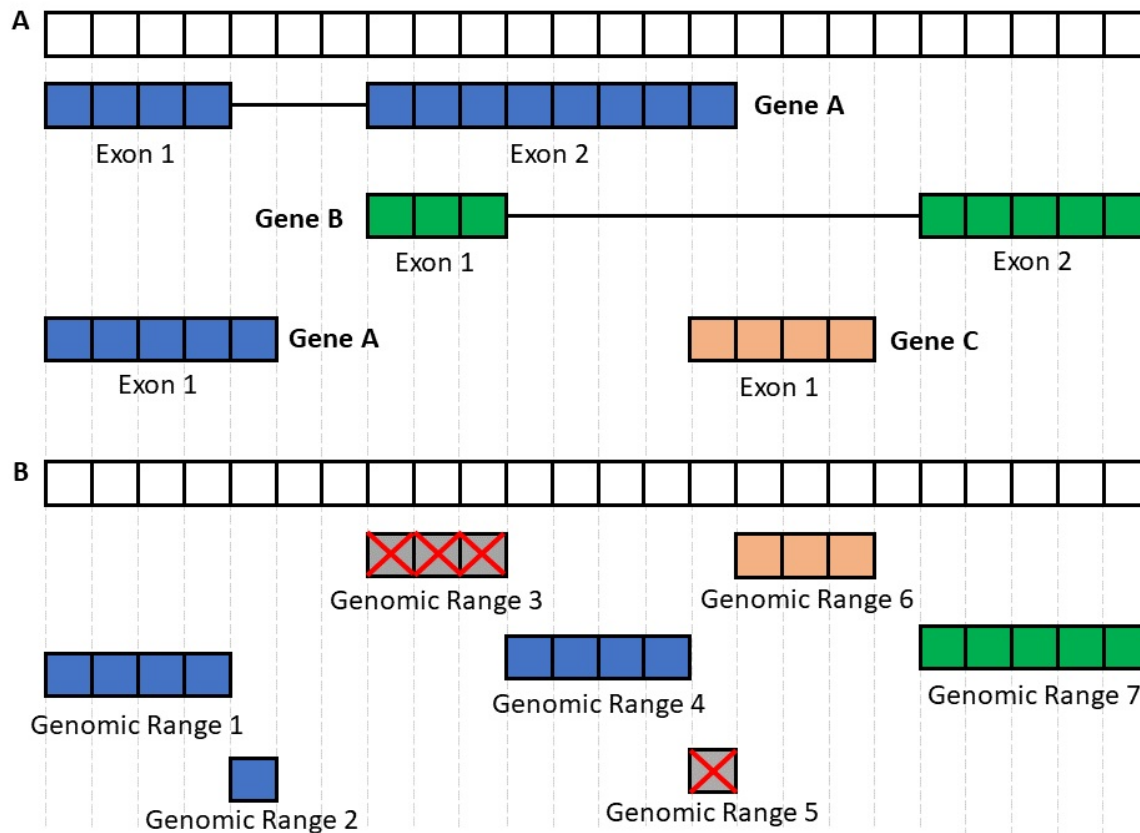 A
Gene A
Exon 1
Exon 2
Gene B
Exon 1
Exon 2
Gene A
Gene C
Exon 1
Exon 1
B
Genomic Range 3
Genomic Range 6
Genomic Range 1
Genomic Range 4
Genomic Range 7
Genomic Range 2
Genomic Range 5